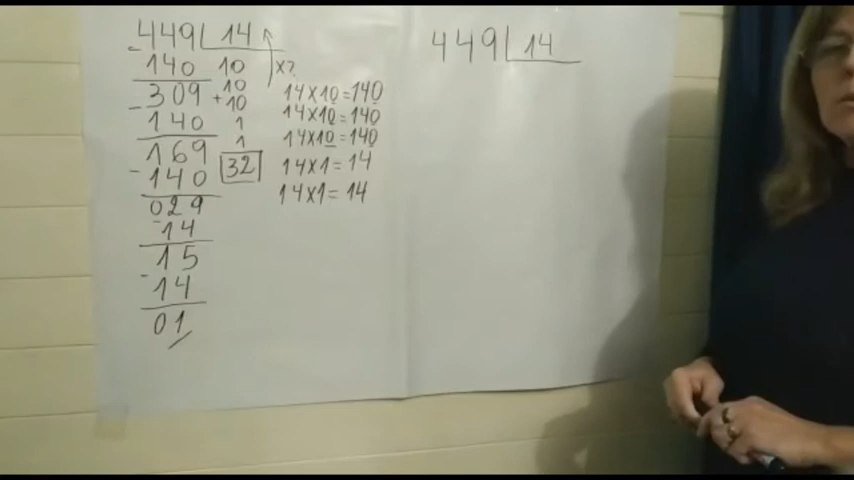 449 14
- 140 10 x?
309 10
- 140 + 10
169 1
- 140 1
029 32
- 14
15
- 14
01
14x10=140
14x10=140
14x10=140
14x1=14
14x1=14
449 14